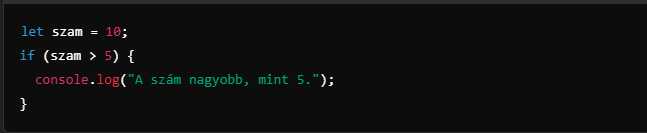 let szam = 10;
if (szam > 5) {
  console.log("A szám nagyobb, mint 5.");
}